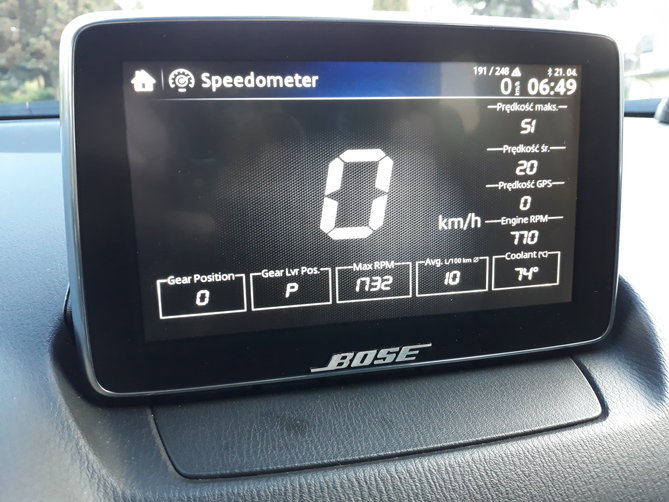 Speedometer
191 / 248
21. 04.
0 km/h
06:49
Prędkość maks.
51
Prędkość śr.
20
Prędkość GPS
0
Engine RPM
770
0
km/h
Gear Position
0
Gear Lvr Pos.
P
Max RPM
1732
Avg. L/100 km Ø
10
Coolant (°C)
74°
BOSE